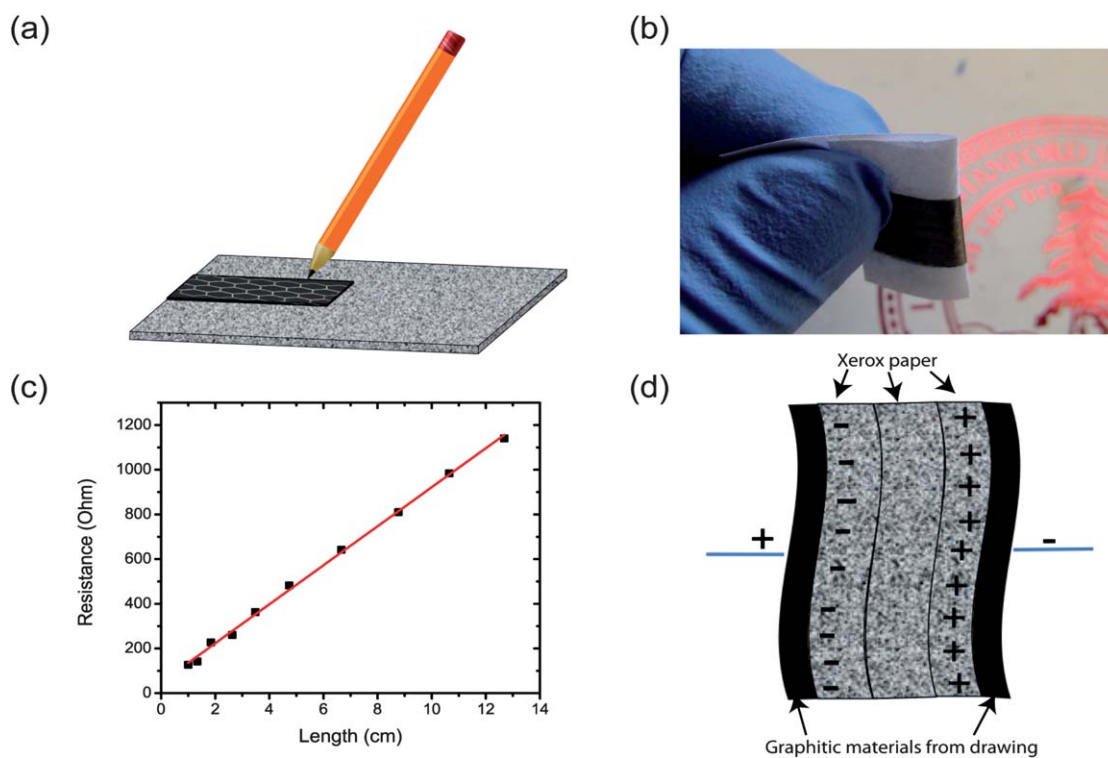 (a)
(b)
STANFORD
(c)
1200
1000
800
600
400
200
0
Resistance (Ohm)
0 2 4 6 8 10 12 14
Length (cm)
(d)
Xerox paper
- +
- +
- +
- +
+ -
- +
- +
- +
- +
- +
Graphitic materials from drawing